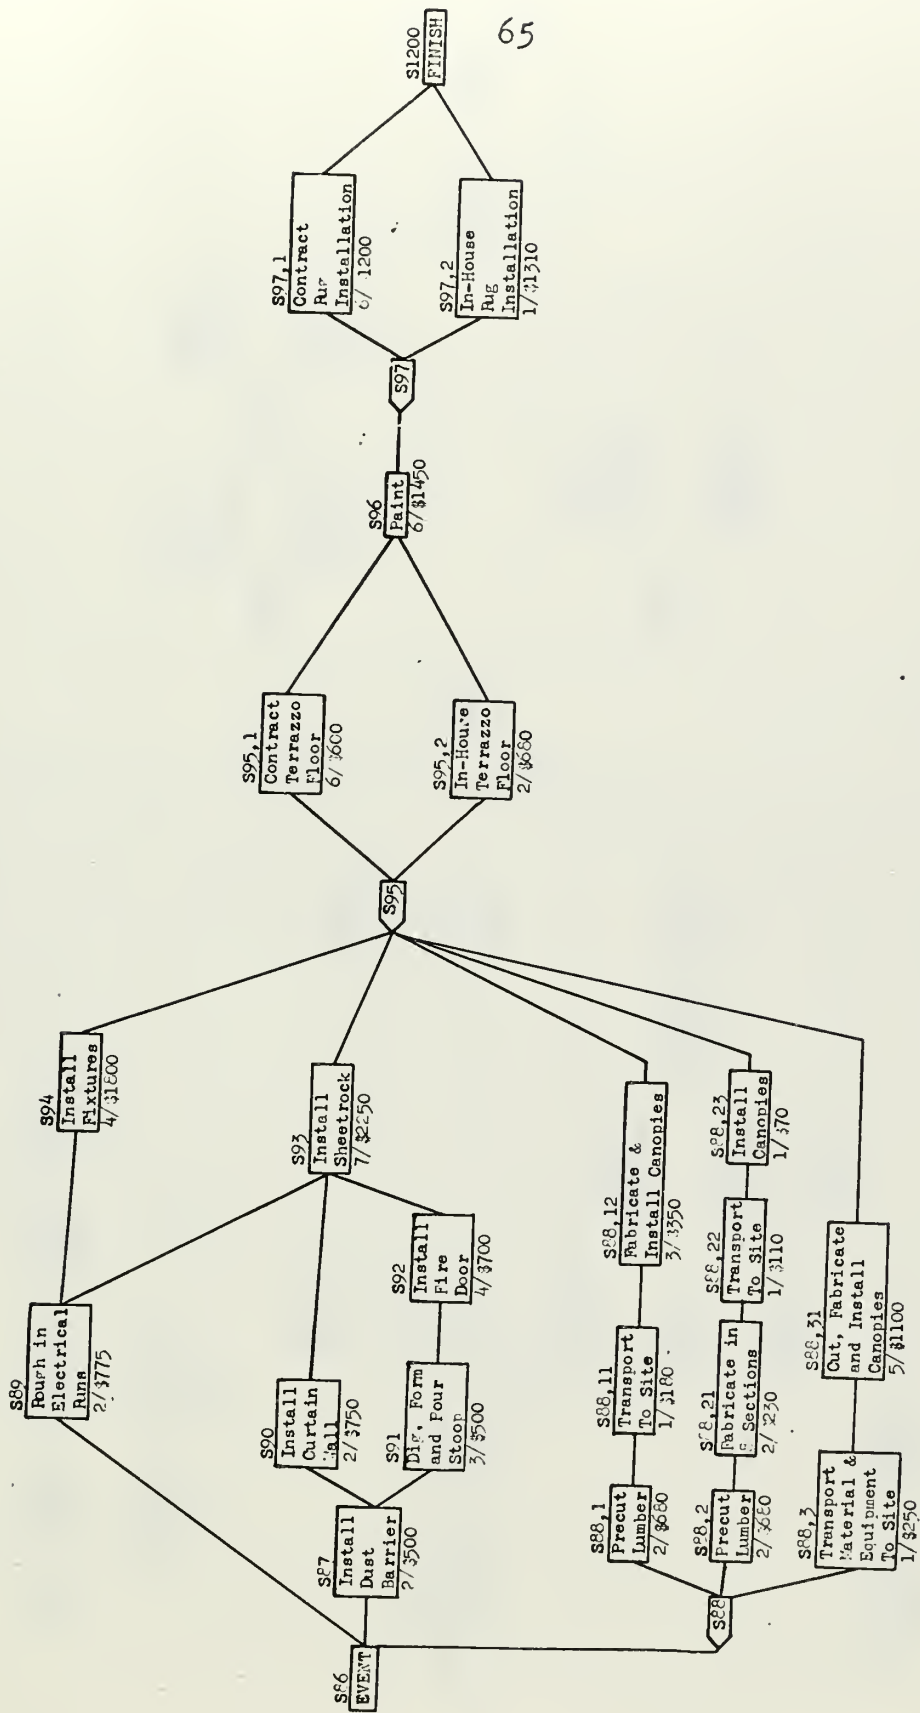 65
S86
EVENT
S89
Rough in
Electrical
Runs
2/$775
S87
Install
Dust
Barrier
2/$500
S90
Install
Curtain
Wall
2/$750
S91
Dig, Form
and Pour
Stoop
3/$500
S92
Install
Fire
Door
4/$700
S93
Install
Sheetrock
7/$2250
S94
Install
Fixtures
4/$1800
S88
S88,1
Precut
Lumber
2/$680
S88,11
Transport
To Site
1/$180
S88,12
Fabricate &
Install Canopies
3/$350
S88,2
Precut
Lumber
2/$680
S88,21
Fabricate in
Sections
2/$230
S88,22
Transport
To Site
1/$110
S88,23
Install
Canopies
1/$70
S88,3
Transport
Material &
Equipment
To Site
1/$250
S88,31
Cut, Fabricate
and Install
Canopies
5/$1100
S95
S95,1
Contract
Terrazzo
Floor
6/$600
S95,2
In-House
Terrazzo
Floor
2/$680
S96
Paint
6/$1450
S97
S97,1
Contract
Rug
Installation
1200
S97,2
In-House
Rug
Installation
1/$1310
S1200
FINISH